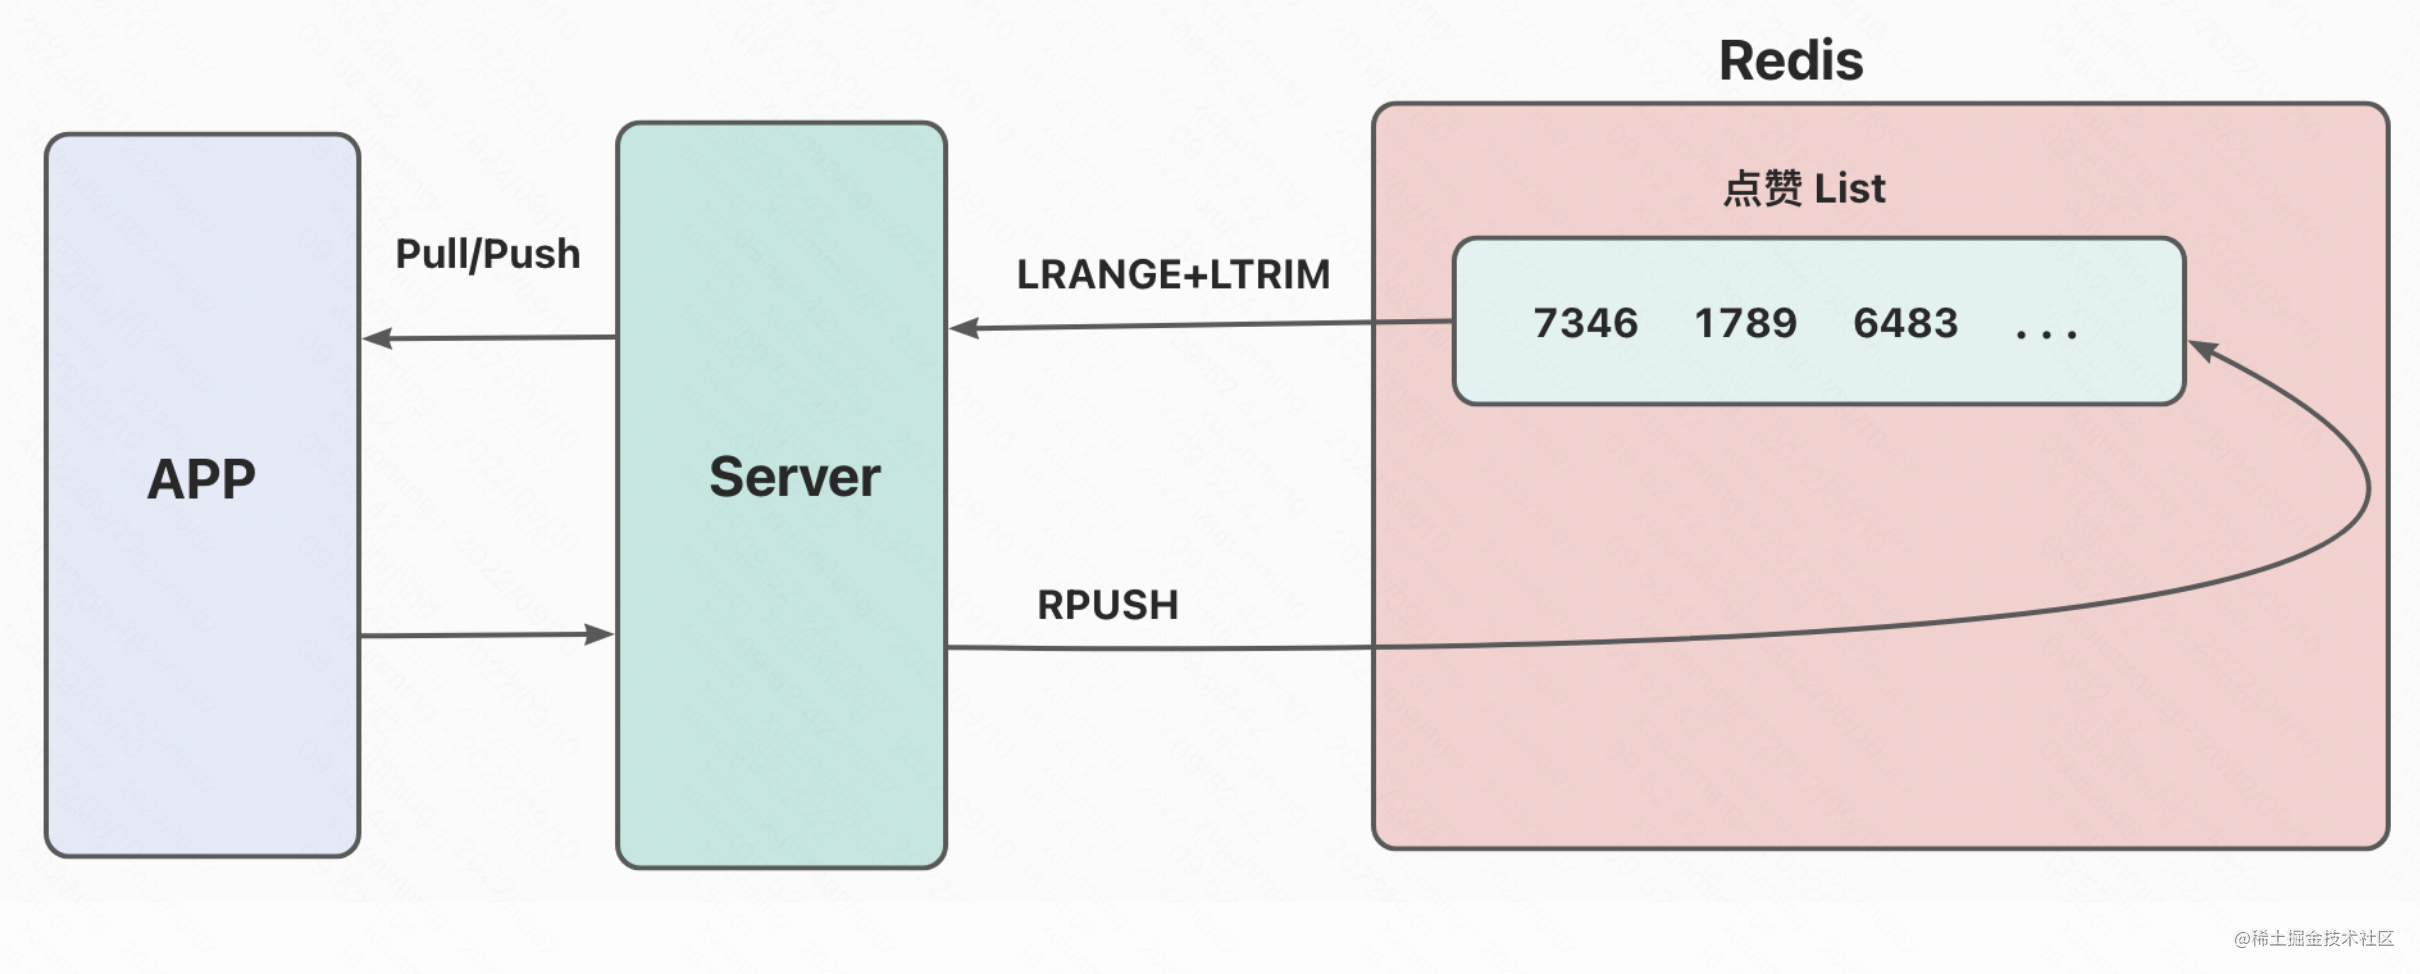 Redis
点赞 List
Pull/Push
LRANGE+LTRIM
7346 1789 6483 ...
APP
Server
RPUSH
@稀土掘金技术社区